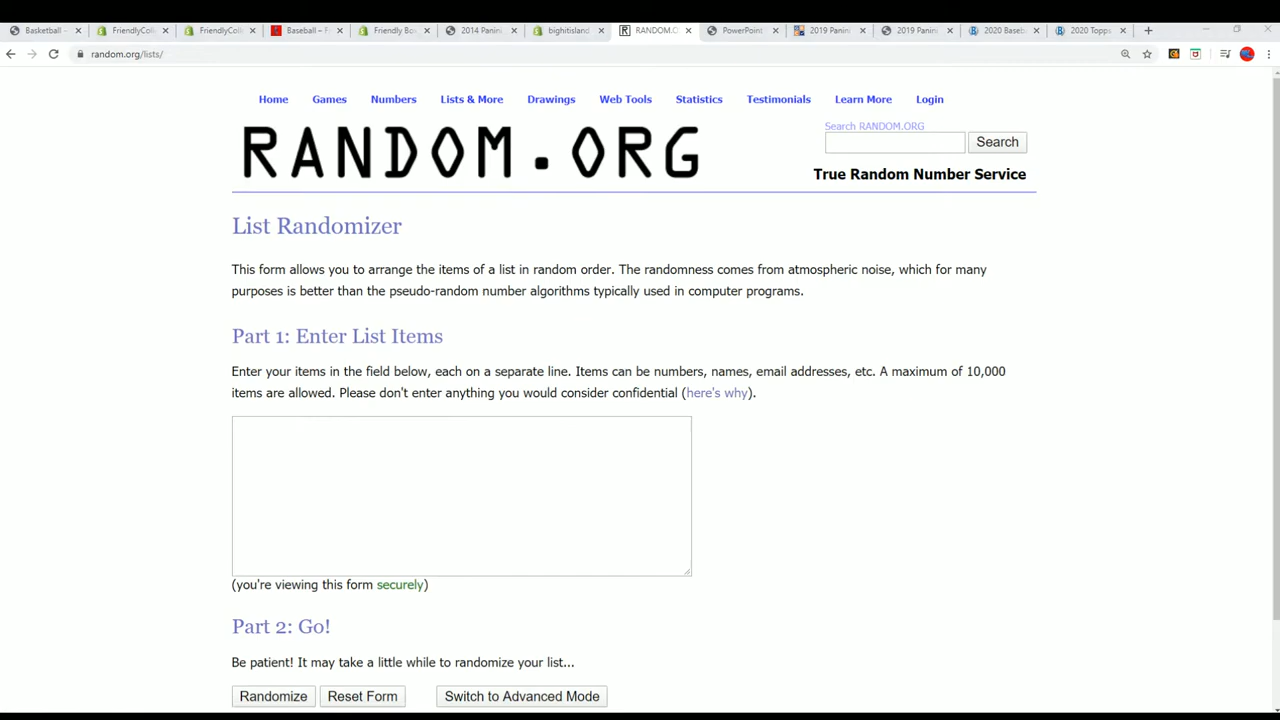 Basketball -
FriendlyColle
FriendlyColle
Baseball – F
Friendly Box
2014 Panini
bighitisland
RANDOM.O
PowerPoint
2019 Panini
2019 Panini
2020 Baseb
2020 Topps
random.org/lists/
Home Games Numbers Lists & More Drawings Web Tools Statistics Testimonials Learn More Login
RANDOM.ORG
Search RANDOM.ORG
Search
True Random Number Service
List Randomizer
This form allows you to arrange the items of a list in random order. The randomness comes from atmospheric noise, which for many
purposes is better than the pseudo-random number algorithms typically used in computer programs.
Part 1: Enter List Items
Enter your items in the field below, each on a separate line. Items can be numbers, names, email addresses, etc. A maximum of 10,000
items are allowed. Please don't enter anything you would consider confidential (here's why).
(you're viewing this form securely)
Part 2: Go!
Be patient! It may take a little while to randomize your list...
Randomize Reset Form Switch to Advanced Mode